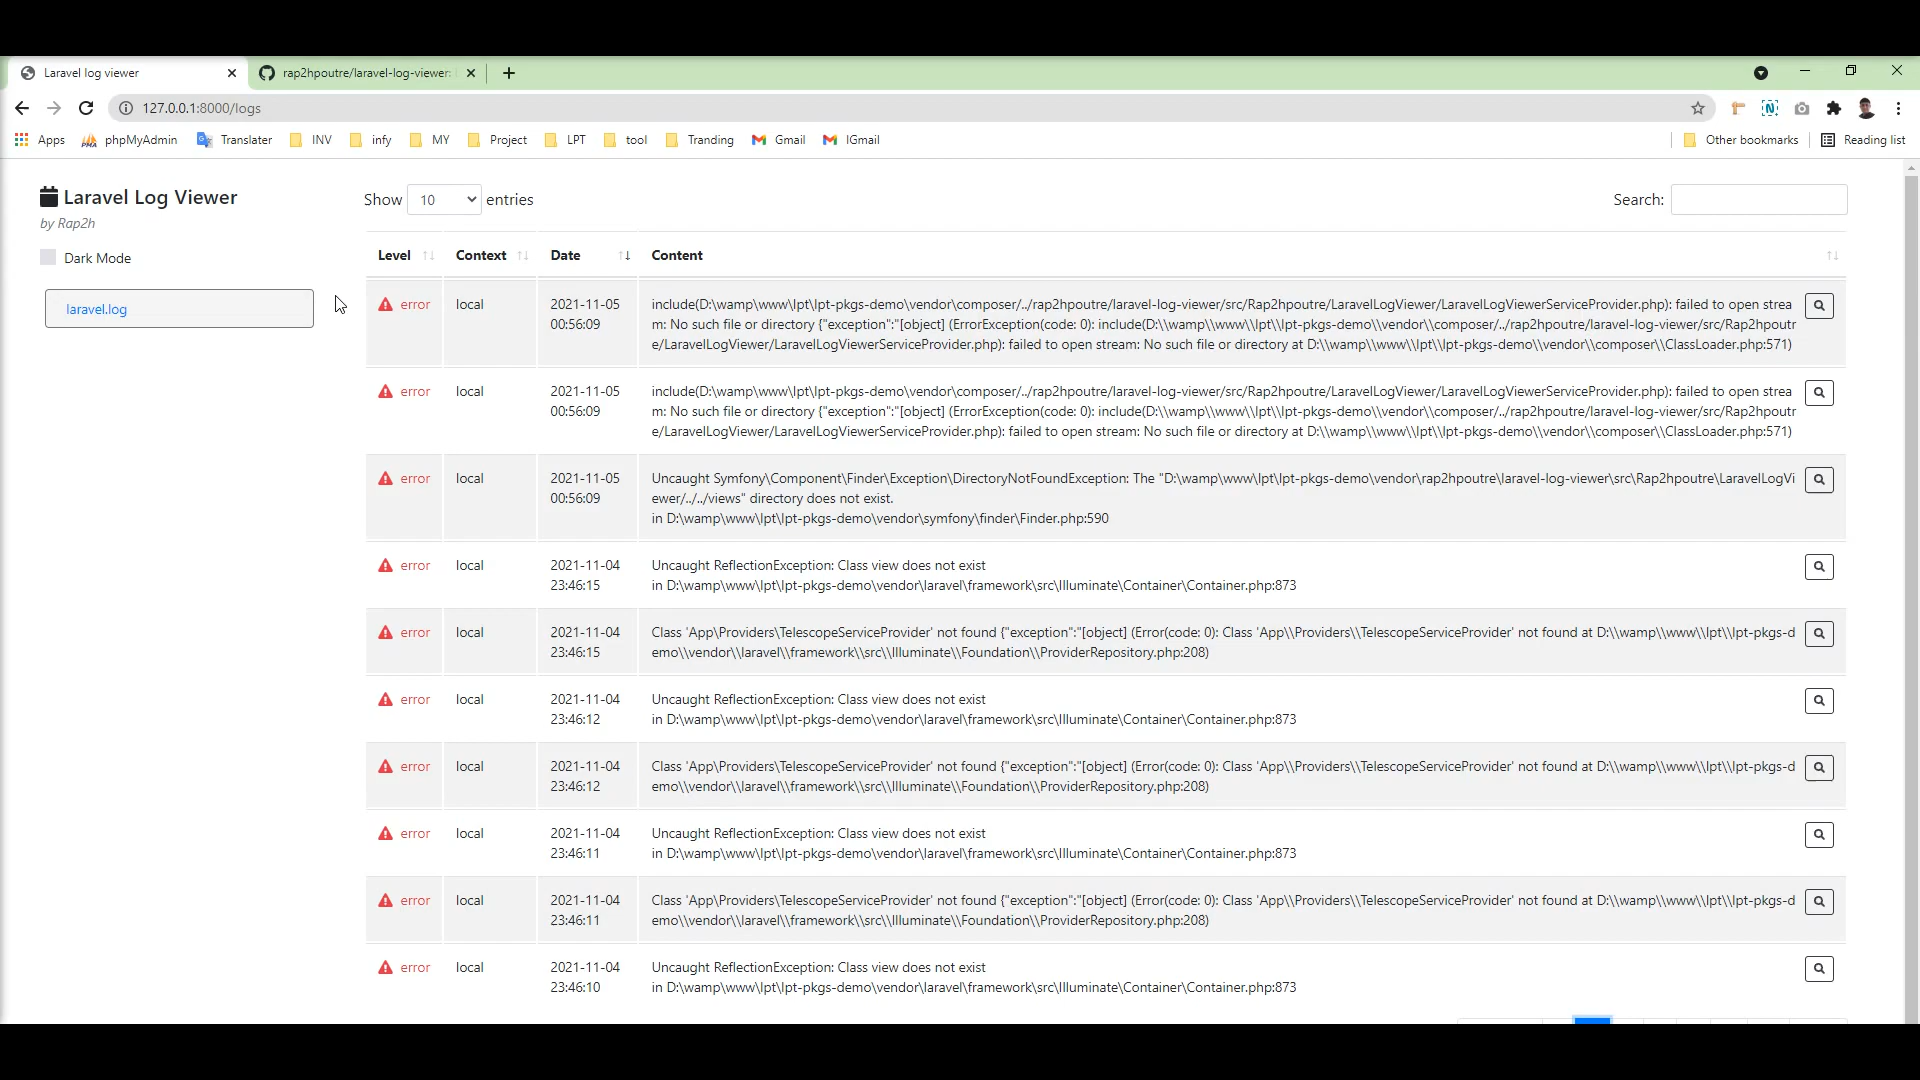 Laravel log viewer
rap2hpoutre/laravel-log-viewer:
127.0.0.1:8000/logs
Apps
phpMyAdmin
Translater
INV
infy
MY
Project
LPT
tool
Tranding
Gmail
IGmail
Other bookmarks
Reading list
Laravel Log Viewer
by Rap2h
Dark Mode
laravel.log
Show 10 entries
Search:
Level Context Date Content
error local 2021-11-05 00:56:09
include(D:\wamp\www\lpt\lpt-pkgs-demo\vendor\composer/../rap2hpoutre/laravel-log-viewer/src/Rap2hpoutre/LaravelLogViewer/LaravelLogViewerServiceProvider.php): failed to open strea
m: No such file or directory {"exception":"[object] (ErrorException(code: 0): include(D:\\wamp\\www\\lpt\\lpt-pkgs-demo\\vendor\\composer/../rap2hpoutre/laravel-log-viewer/src/Rap2hpoutr
e/LaravelLogViewer/LaravelLogViewerServiceProvider.php): failed to open stream: No such file or directory at D:\\wamp\\www\\lpt\\lpt-pkgs-demo\\vendor\\composer\\ClassLoader.php:571)
error local 2021-11-05 00:56:09
include(D:\wamp\www\lpt\lpt-pkgs-demo\vendor\composer/../rap2hpoutre/laravel-log-viewer/src/Rap2hpoutre/LaravelLogViewer/LaravelLogViewerServiceProvider.php): failed to open strea
m: No such file or directory {"exception":"[object] (ErrorException(code: 0): include(D:\\wamp\\www\\lpt\\lpt-pkgs-demo\\vendor\\composer/../rap2hpoutre/laravel-log-viewer/src/Rap2hpoutr
e/LaravelLogViewer/LaravelLogViewerServiceProvider.php): failed to open stream: No such file or directory at D:\\wamp\\www\\lpt\\lpt-pkgs-demo\\vendor\\composer\\ClassLoader.php:571)
error local 2021-11-05 00:56:09
Uncaught Symfony\Component\Finder\Exception\DirectoryNotFoundException: The "D:\wamp\www\lpt\lpt-pkgs-demo\vendor\rap2hpoutre\laravel-log-viewer\src\Rap2hpoutre\LaravelLogVi
ewer/../../views" directory does not exist.
in D:\wamp\www\lpt\lpt-pkgs-demo\vendor\symfony\finder\Finder.php:590
error local 2021-11-04 23:46:15
Uncaught ReflectionException: Class view does not exist
in D:\wamp\www\lpt\lpt-pkgs-demo\vendor\laravel\framework\src\Illuminate\Container\Container.php:873
error local 2021-11-04 23:46:15
Class 'App\Providers\TelescopeServiceProvider' not found {"exception":"[object] (Error(code: 0): Class 'App\\Providers\\TelescopeServiceProvider' not found at D:\\wamp\\www\\lpt\\lpt-pkgs-d
emo\\vendor\\laravel\\framework\\src\\Illuminate\\Foundation\\ProviderRepository.php:208)
error local 2021-11-04 23:46:12
Uncaught ReflectionException: Class view does not exist
in D:\wamp\www\lpt\lpt-pkgs-demo\vendor\laravel\framework\src\Illuminate\Container\Container.php:873
error local 2021-11-04 23:46:12
Class 'App\Providers\TelescopeServiceProvider' not found {"exception":"[object] (Error(code: 0): Class 'App\\Providers\\TelescopeServiceProvider' not found at D:\\wamp\\www\\lpt\\lpt-pkgs-d
emo\\vendor\\laravel\\framework\\src\\Illuminate\\Foundation\\ProviderRepository.php:208)
error local 2021-11-04 23:46:11
Uncaught ReflectionException: Class view does not exist
in D:\wamp\www\lpt\lpt-pkgs-demo\vendor\laravel\framework\src\Illuminate\Container\Container.php:873
error local 2021-11-04 23:46:11
Class 'App\Providers\TelescopeServiceProvider' not found {"exception":"[object] (Error(code: 0): Class 'App\\Providers\\TelescopeServiceProvider' not found at D:\\wamp\\www\\lpt\\lpt-pkgs-d
emo\\vendor\\laravel\\framework\\src\\Illuminate\\Foundation\\ProviderRepository.php:208)
error local 2021-11-04 23:46:10
Uncaught ReflectionException: Class view does not exist
in D:\wamp\www\lpt\lpt-pkgs-demo\vendor\laravel\framework\src\Illuminate\Container\Container.php:873